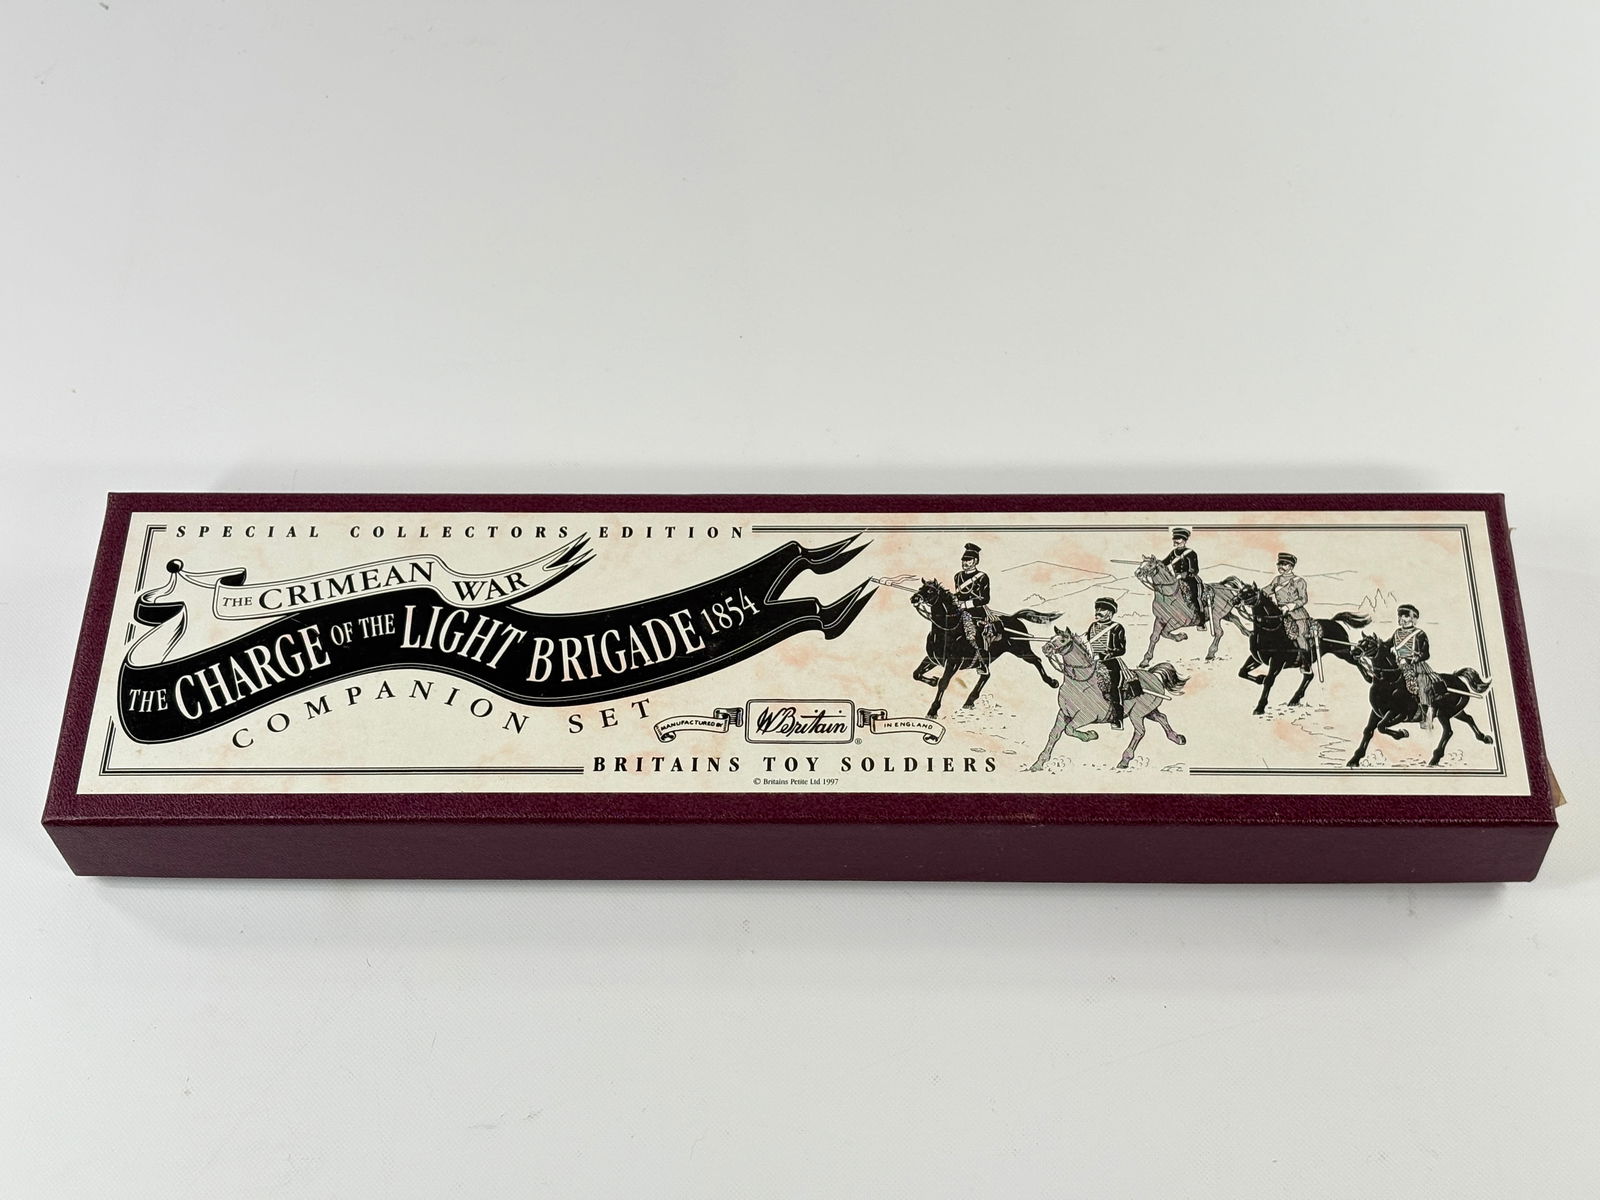 SPECIAL COLLECTORS EDITION
THE CRIMEAN WAR
THE CHARGE OF THE LIGHT BRIGADE 1854
COMPANION SET
MANUFACTURED BY
W Britain ®
IN ENGLAND
BRITAINS TOY SOLDIERS
© Britains Petite Ltd 1997